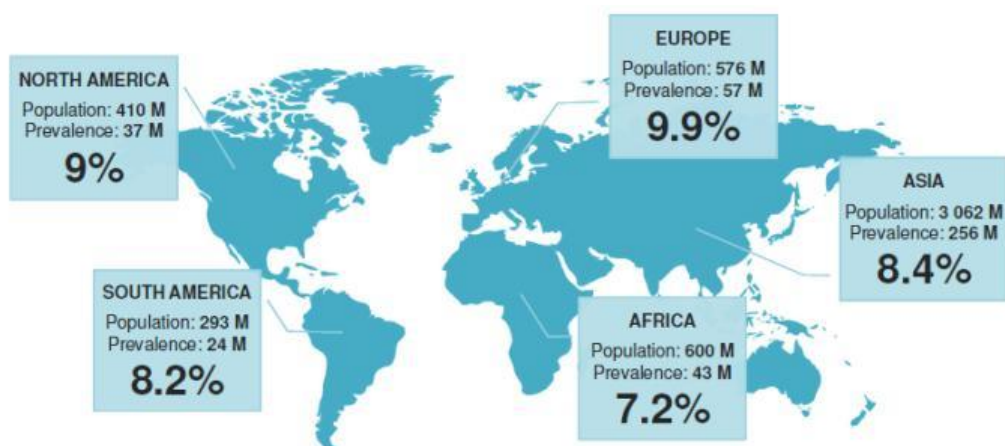 NORTH AMERICA
Population: 410 M
Prevalence: 37 M
9%
EUROPE
Population: 576 M
Prevalence: 57 M
9.9%
ASIA
Population: 3 062 M
Prevalence: 256 M
8.4%
SOUTH AMERICA
Population: 293 M
Prevalence: 24 M
8.2%
AFRICA
Population: 600 M
Prevalence: 43 M
7.2%